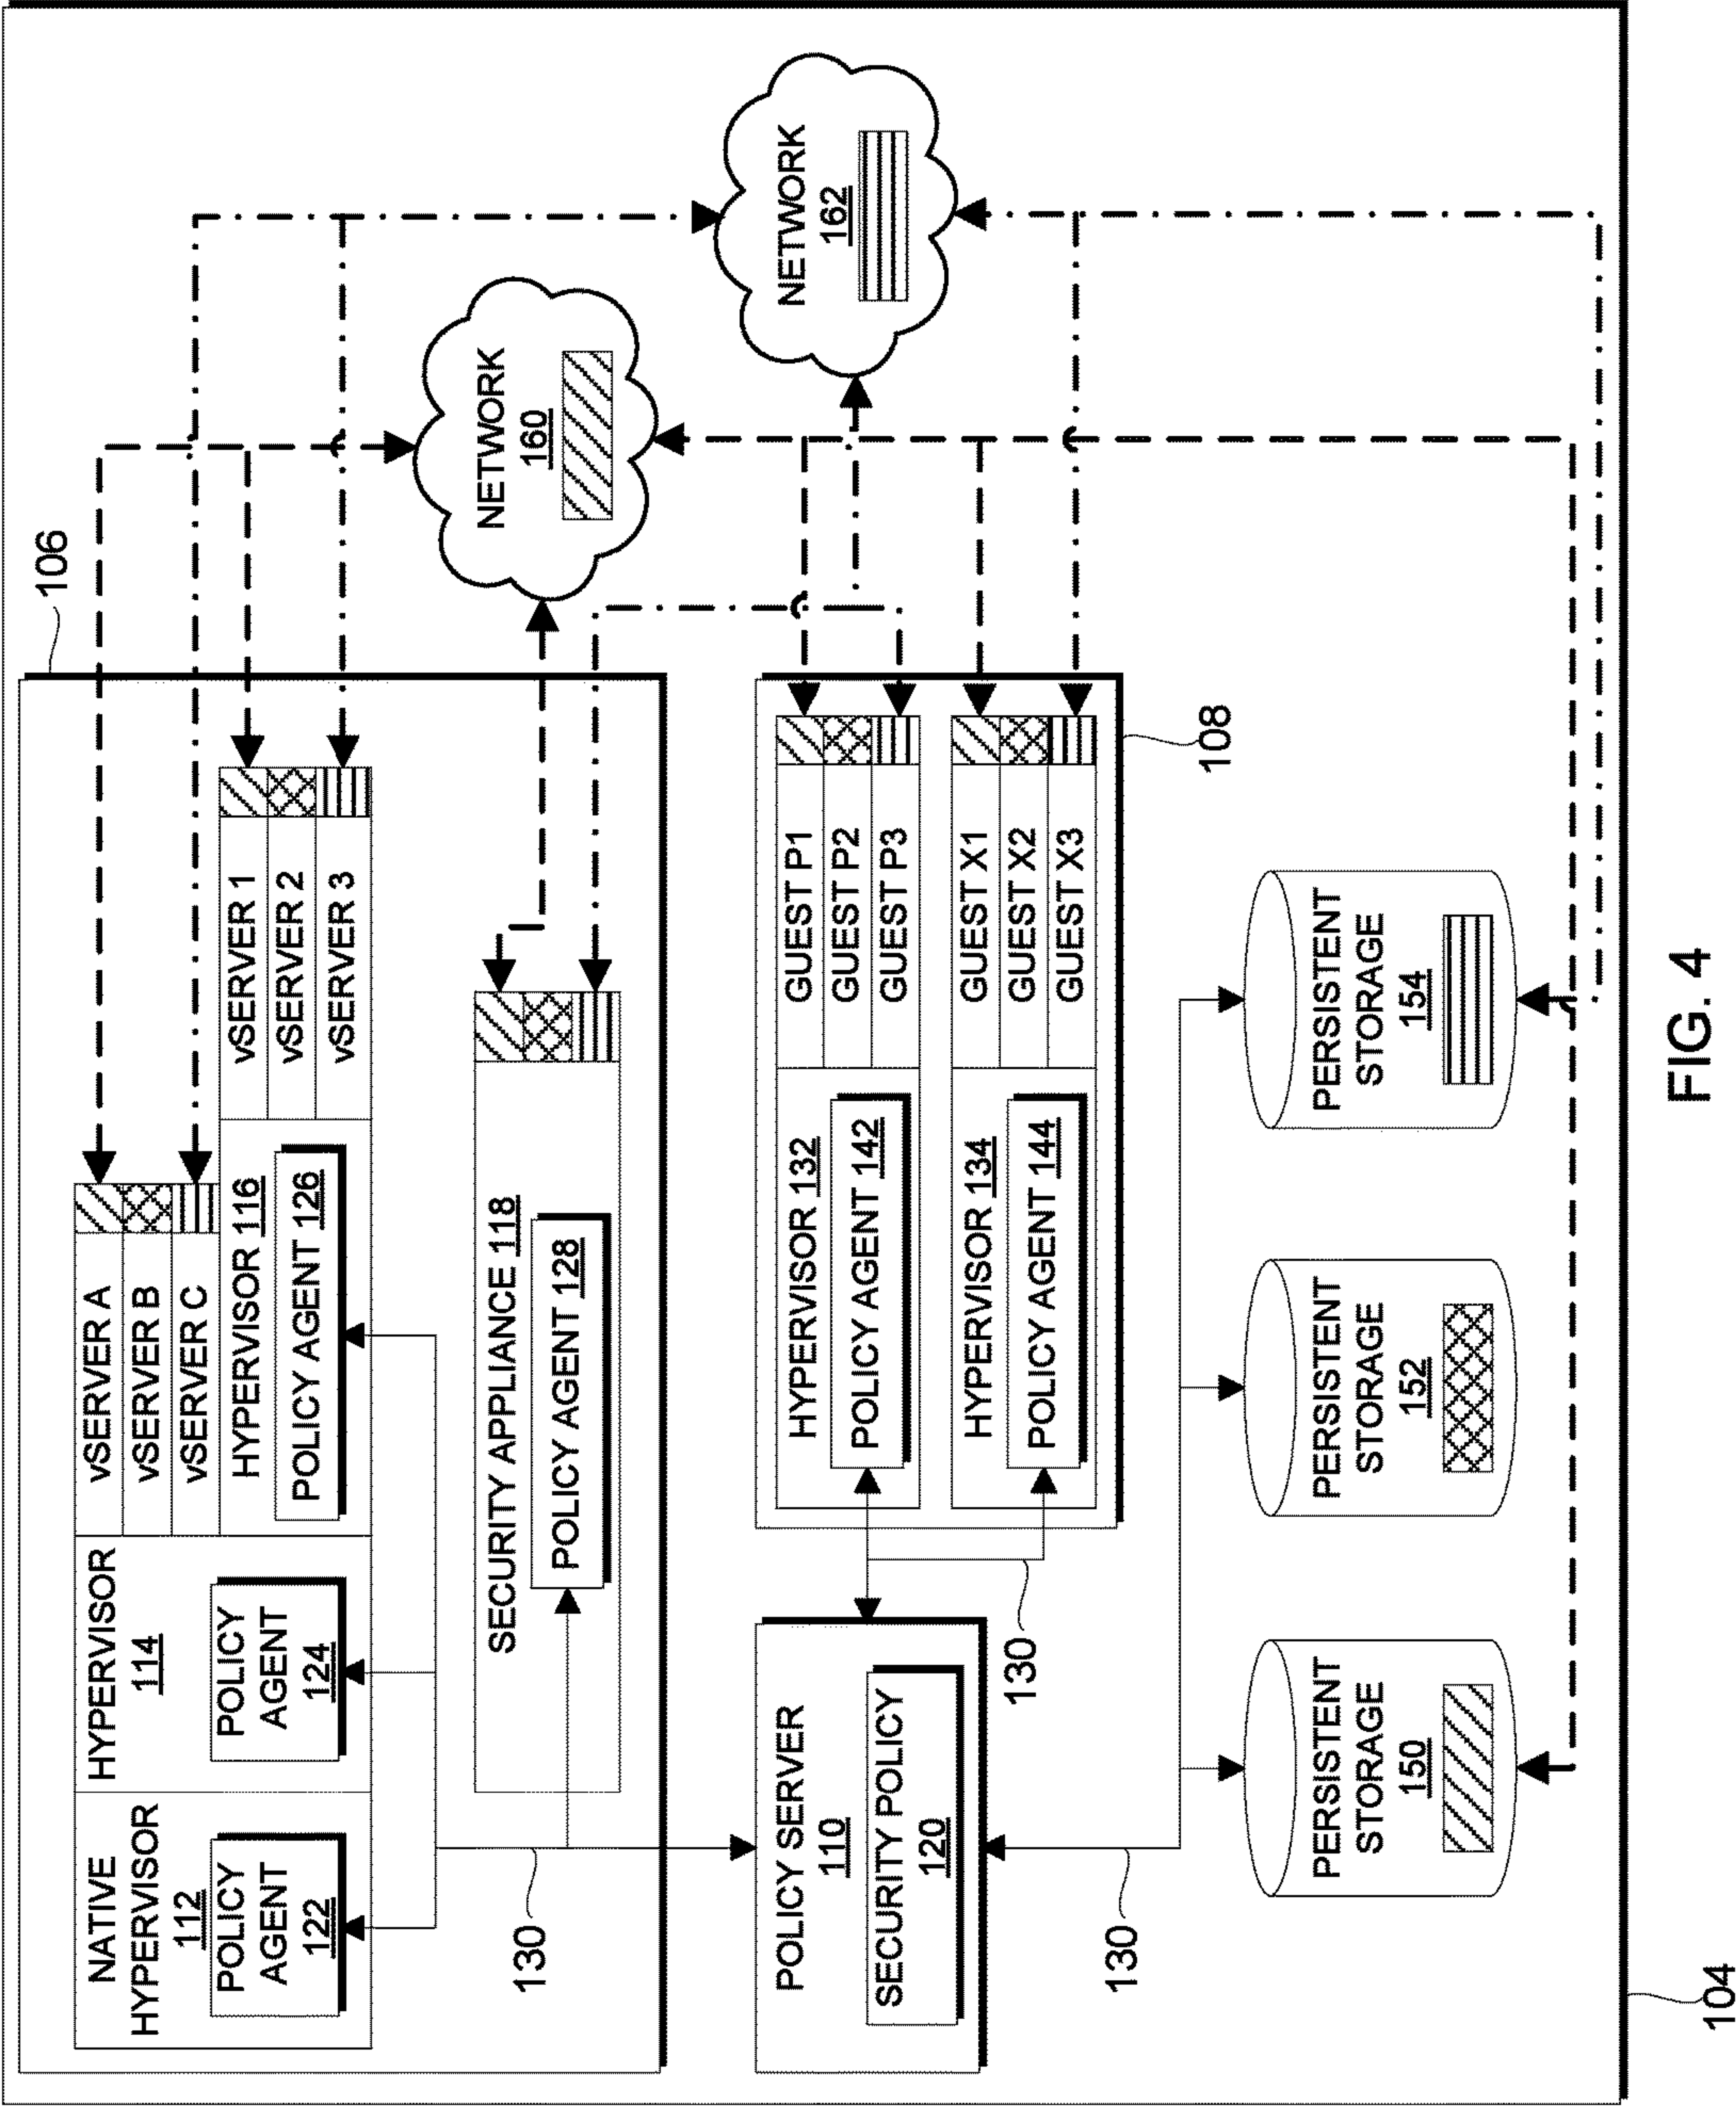 106
NATIVE
HYPERVISOR
112
POLICY
AGENT
122
HYPERVISOR
114
POLICY
AGENT
124
vSERVER A
vSERVER B
vSERVER C
HYPERVISOR 116
POLICY AGENT 126
vSERVER 1
vSERVER 2
vSERVER 3
SECURITY APPLIANCE 118
POLICY AGENT 128
130
NETWORK
160
NETWORK
162
POLICY SERVER
110
SECURITY POLICY
120
130
HYPERVISOR 132
POLICY AGENT 142
GUEST P1
GUEST P2
GUEST P3
HYPERVISOR 134
POLICY AGENT 144
GUEST X1
GUEST X2
GUEST X3
108
130
PERSISTENT
STORAGE
150
PERSISTENT
STORAGE
152
PERSISTENT
STORAGE
154
104
FIG. 4